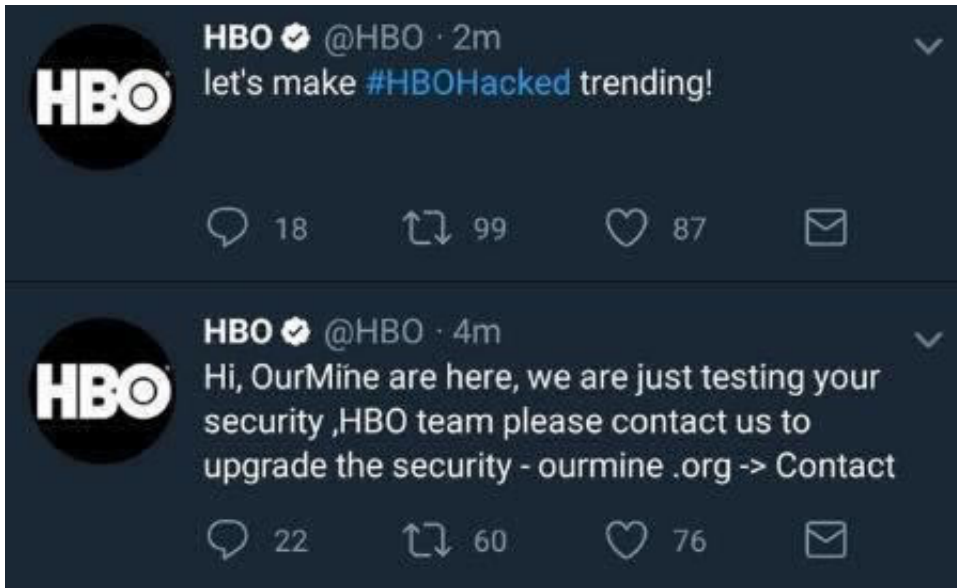 HBO
HBO @HBO · 2m
let's make #HBOHacked trending!
18 99 87
HBO
HBO @HBO · 4m
Hi, OurMine are here, we are just testing your
security ,HBO team please contact us to
upgrade the security - ourmine .org -> Contact
22 60 76